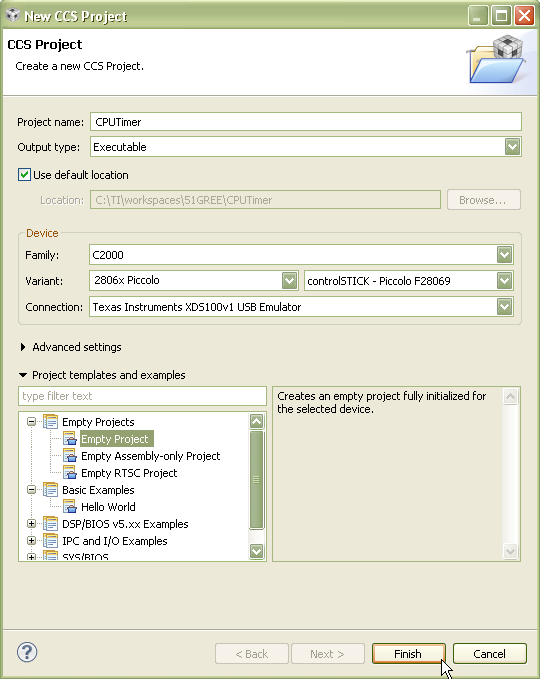 New CCS Project
CCS Project
Create a new CCS Project.
Project name: CPUTimer
Output type: Executable
Use default location
Location: C:\TI\workspaces\51GREE\CPUTimer Browse...
Device
Family: C2000
Variant: 2806x Piccolo controlSTICK - Piccolo F28069
Connection: Texas Instruments XDS100v1 USB Emulator
Advanced settings
Project templates and examples
type filter text
Creates an empty project fully initialized for
the selected device.
Empty Projects
Empty Project
Empty Assembly-only Project
Empty RTSC Project
Basic Examples
Hello World
DSP/BIOS v5.xx Examples
IPC and I/O Examples
SYS/BIOS
? < Back Next > Finish Cancel